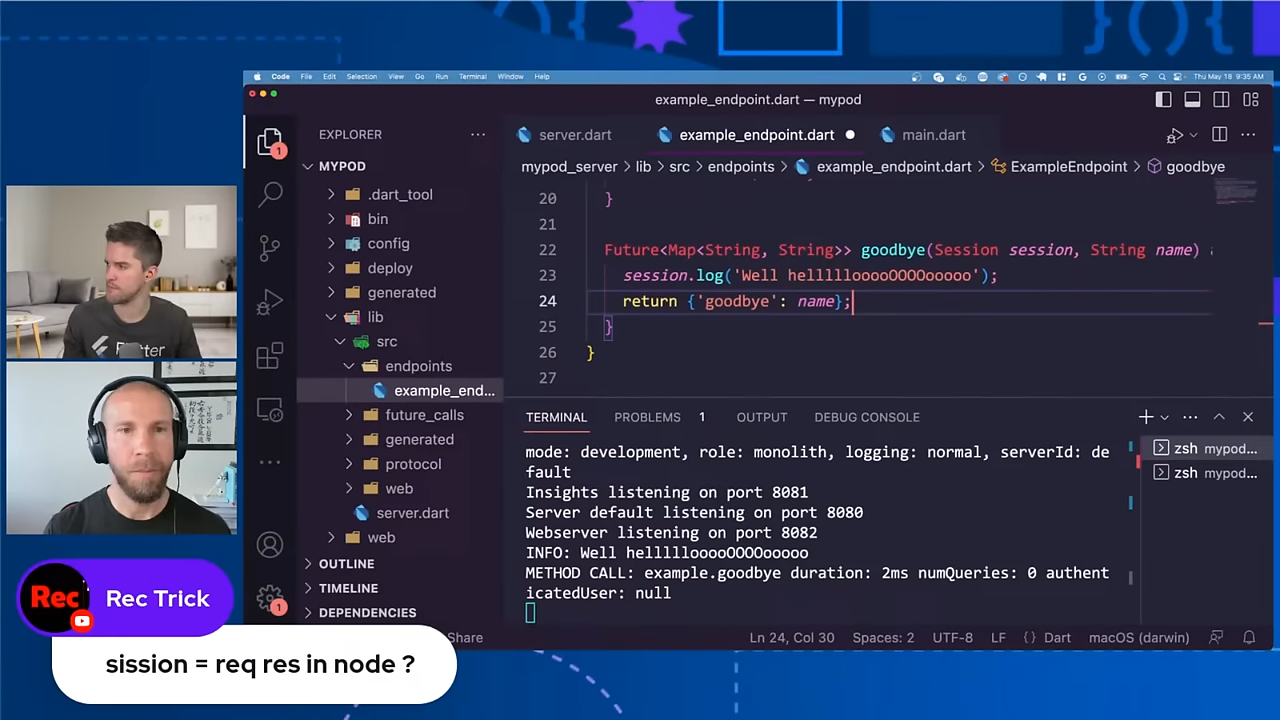 Code File Edit Selection View Go Run Terminal Window Help
Thu May 18 9:35 AM
example_endpoint.dart — mypod
EXPLORER
MYPOD
.dart_tool
bin
config
deploy
generated
lib
src
endpoints
example_end...
future_calls
generated
protocol
web
server.dart
web
OUTLINE
TIMELINE
DEPENDENCIES
1
1
server.dart
example_endpoint.dart
main.dart
mypod_server > lib > src > endpoints > example_endpoint.dart > ExampleEndpoint > goodbye
20 }
21
22 Future<Map<String, String>> goodbye(Session session, String name)
23 session.log('Well helllllooooOOOOooooo');
24 return {'goodbye': name};
25 }
26 }
27
TERMINAL PROBLEMS 1 OUTPUT DEBUG CONSOLE
mode: development, role: monolith, logging: normal, serverId: de
fault
Insights listening on port 8081
Server default listening on port 8080
Webserver listening on port 8082
INFO: Well helllllooooOOOOooooo
METHOD CALL: example.goodbye duration: 2ms numQueries: 0 authent
icatedUser: null
zsh mypod...
zsh mypod...
Share
Ln 24, Col 30 Spaces: 2 UTF-8 LF {} Dart macOS (darwin)
Rec
Rec Trick
sission = req res in node ?